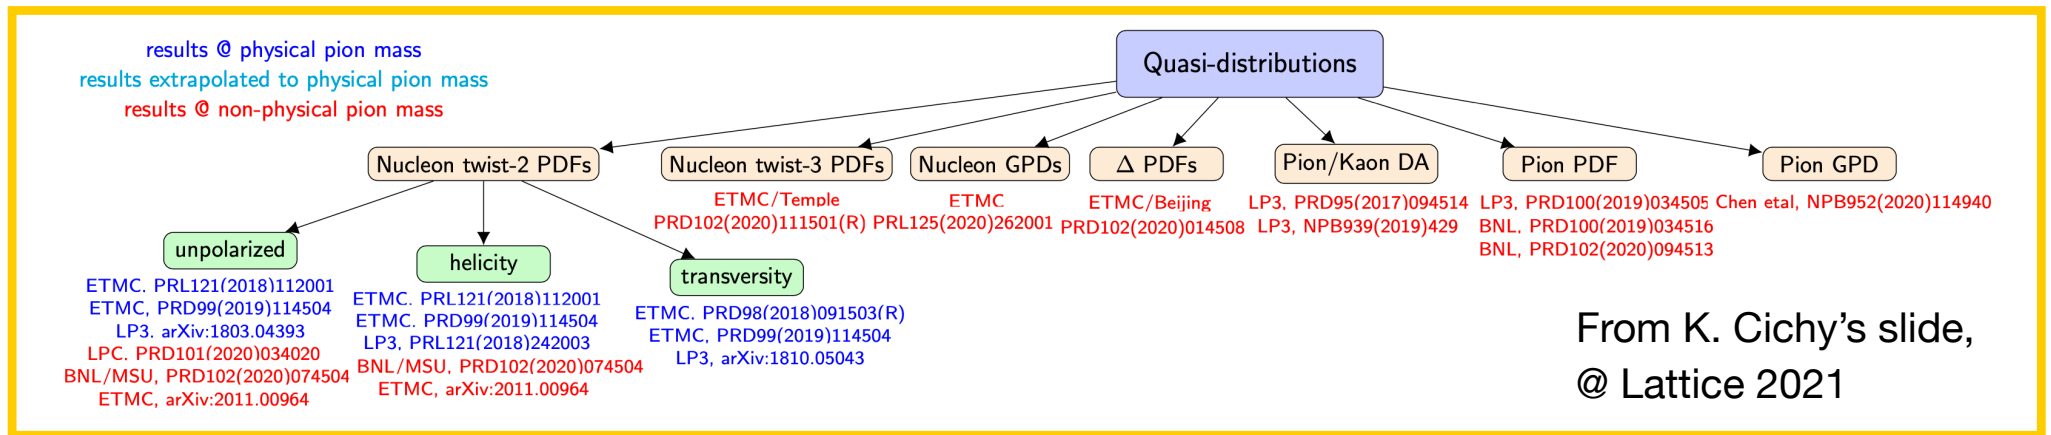 results @ physical pion mass
results extrapolated to physical pion mass
results @ non-physical pion mass
Quasi-distributions
Nucleon twist-2 PDFs
Nucleon twist-3 PDFs
ETMC/Temple
PRD102(2020)111501(R)
Nucleon GPDs
ETMC
PRL125(2020)262001
Δ PDFs
ETMC/Beijing
PRD102(2020)014508
Pion/Kaon DA
LP3, PRD95(2017)094514
LP3, NPB939(2019)429
Pion PDF
LP3, PRD100(2019)034505
BNL, PRD100(2019)034516
BNL, PRD102(2020)094513
Pion GPD
Chen etal, NPB952(2020)114940
unpolarized
ETMC, PRL121(2018)112001
ETMC, PRD99(2019)114504
LP3, arXiv:1803.04393
LPC, PRD101(2020)034020
BNL/MSU, PRD102(2020)074504
ETMC, arXiv:2011.00964
helicity
ETMC, PRL121(2018)112001
ETMC, PRD99(2019)114504
LP3, PRL121(2018)242003
BNL/MSU, PRD102(2020)074504
ETMC, arXiv:2011.00964
transversity
ETMC, PRD98(2018)091503(R)
ETMC, PRD99(2019)114504
LP3, arXiv:1810.05043
From K. Cichy’s slide,
@ Lattice 2021